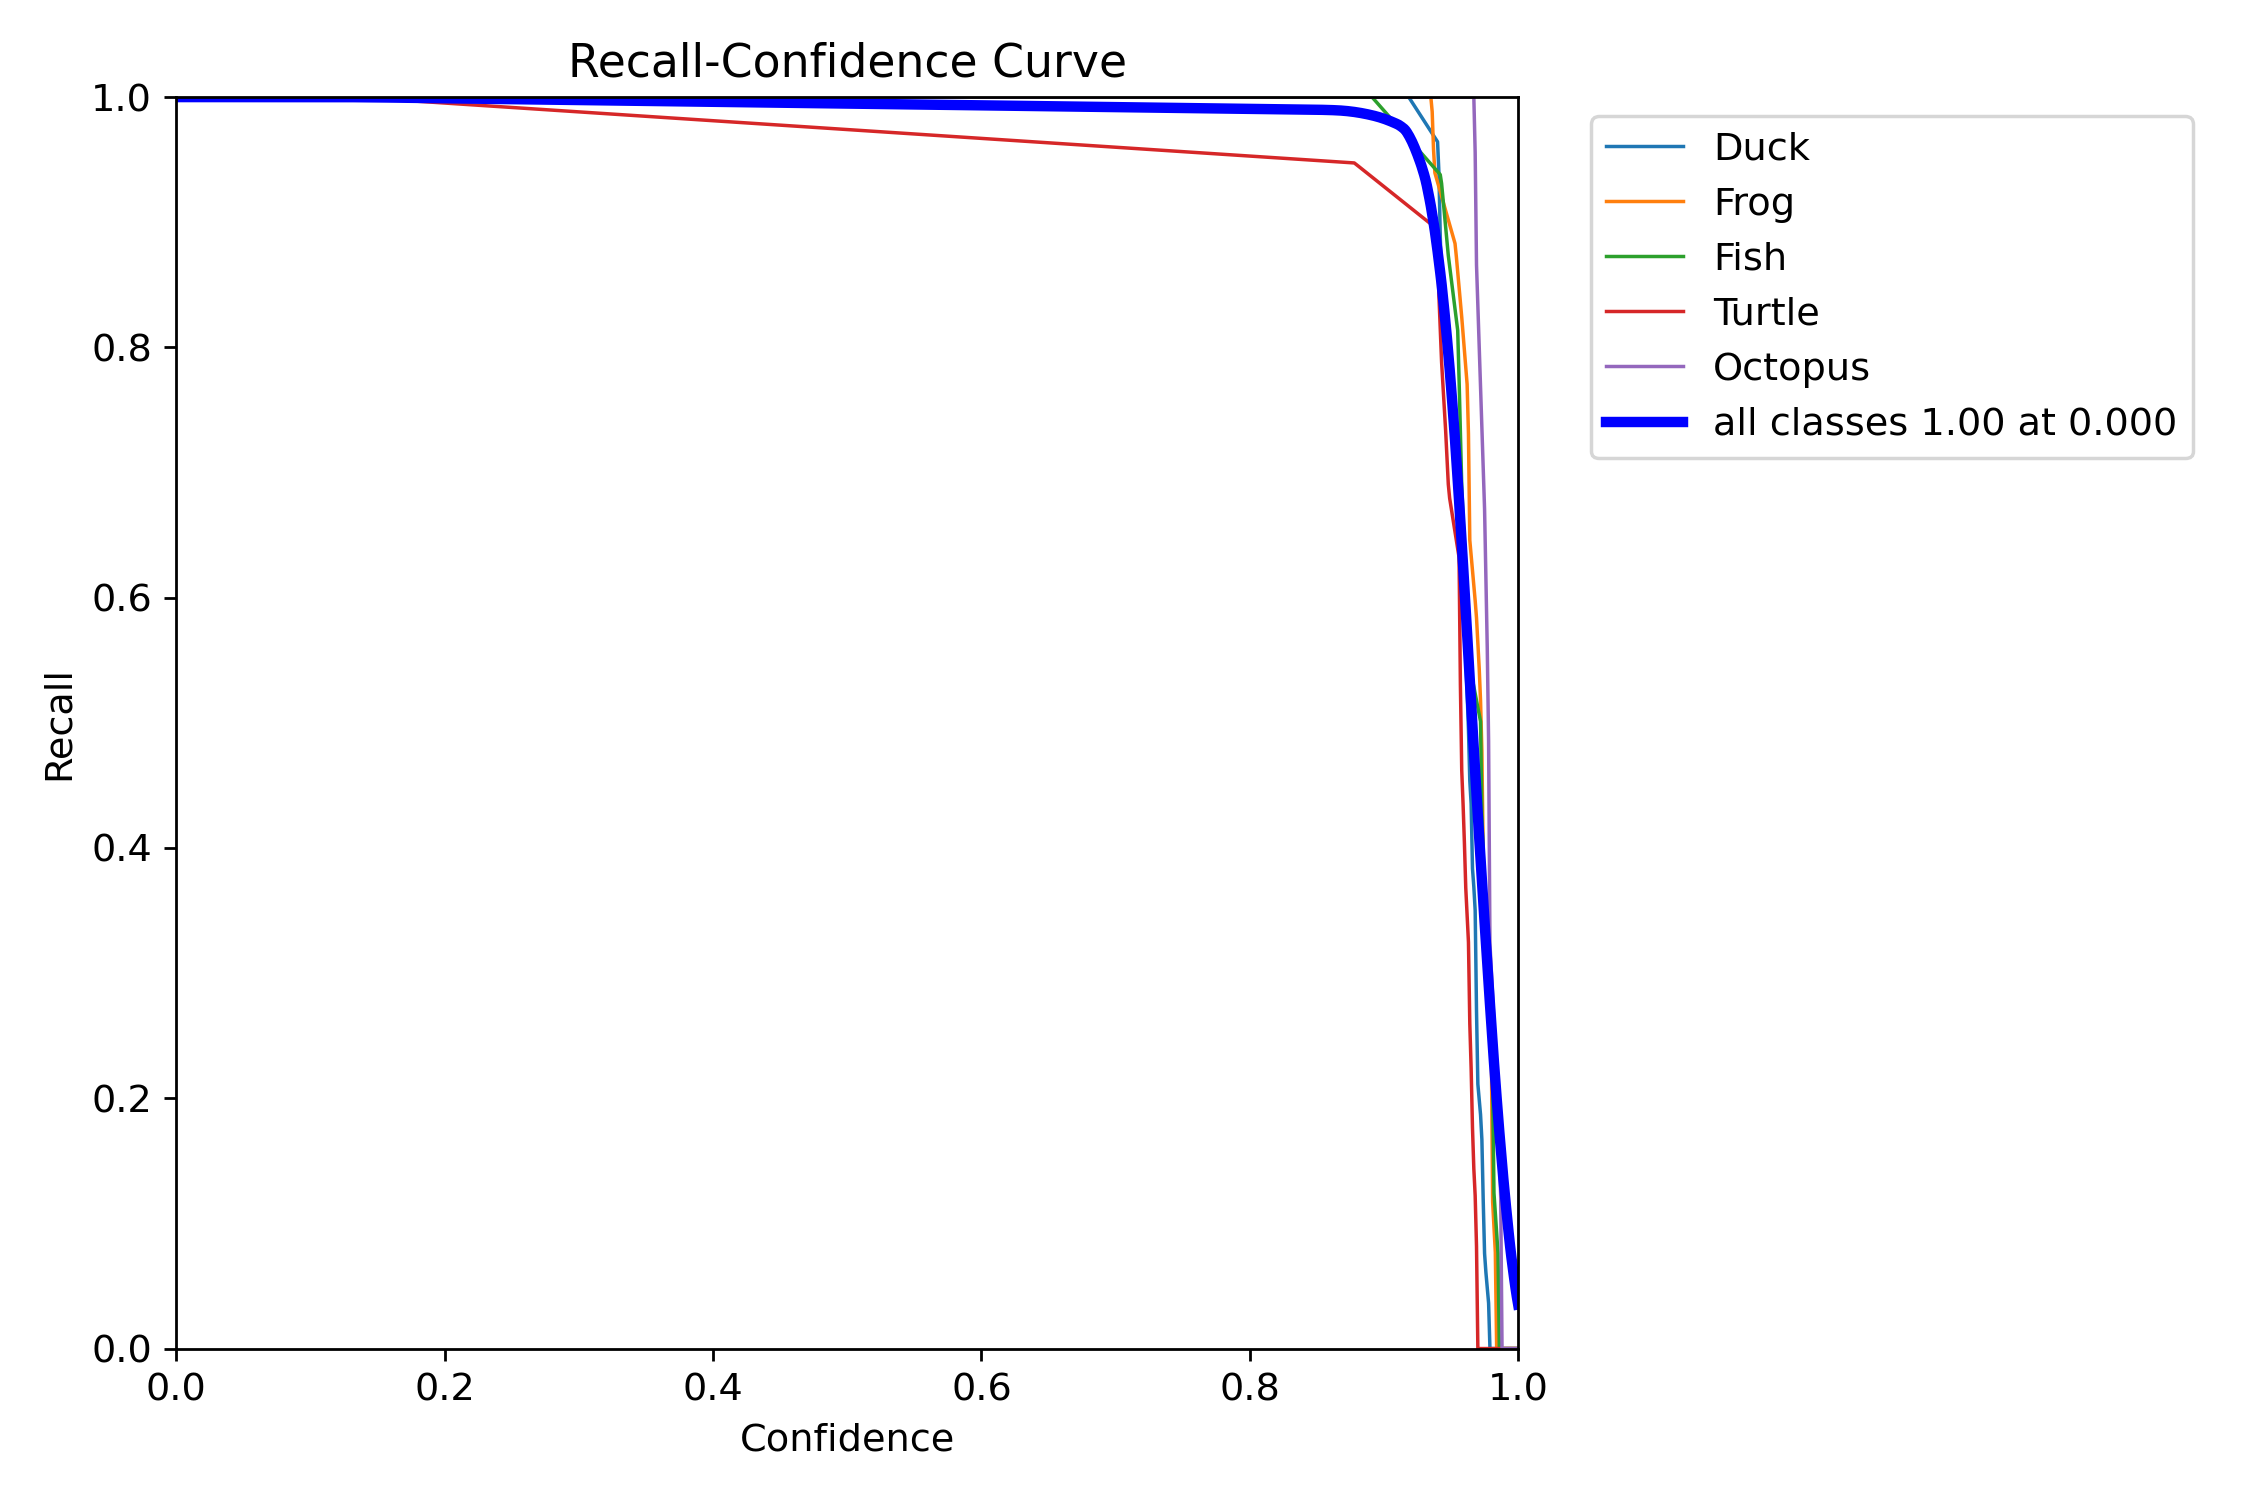 Recall-Confidence Curve
1.0
0.8
0.6
0.4
0.2
0.0
Recall
0.0 0.2 0.4 0.6 0.8 1.0
Confidence
Duck
Frog
Fish
Turtle
Octopus
all classes 1.00 at 0.000